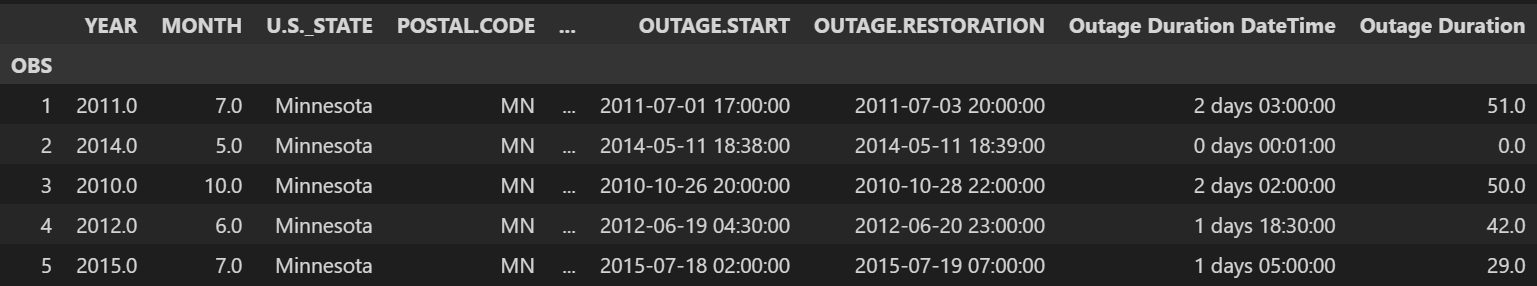 YEAR MONTH U.S._STATE POSTAL.CODE ... OUTAGE.START OUTAGE.RESTORATION Outage Duration DateTime Outage Duration
OBS
1 2011.0 7.0 Minnesota MN ... 2011-07-01 17:00:00 2011-07-03 20:00:00 2 days 03:00:00 51.0
2 2014.0 5.0 Minnesota MN ... 2014-05-11 18:38:00 2014-05-11 18:39:00 0 days 00:01:00 0.0
3 2010.0 10.0 Minnesota MN ... 2010-10-26 20:00:00 2010-10-28 22:00:00 2 days 02:00:00 50.0
4 2012.0 6.0 Minnesota MN ... 2012-06-19 04:30:00 2012-06-20 23:00:00 1 days 18:30:00 42.0
5 2015.0 7.0 Minnesota MN ... 2015-07-18 02:00:00 2015-07-19 07:00:00 1 days 05:00:00 29.0